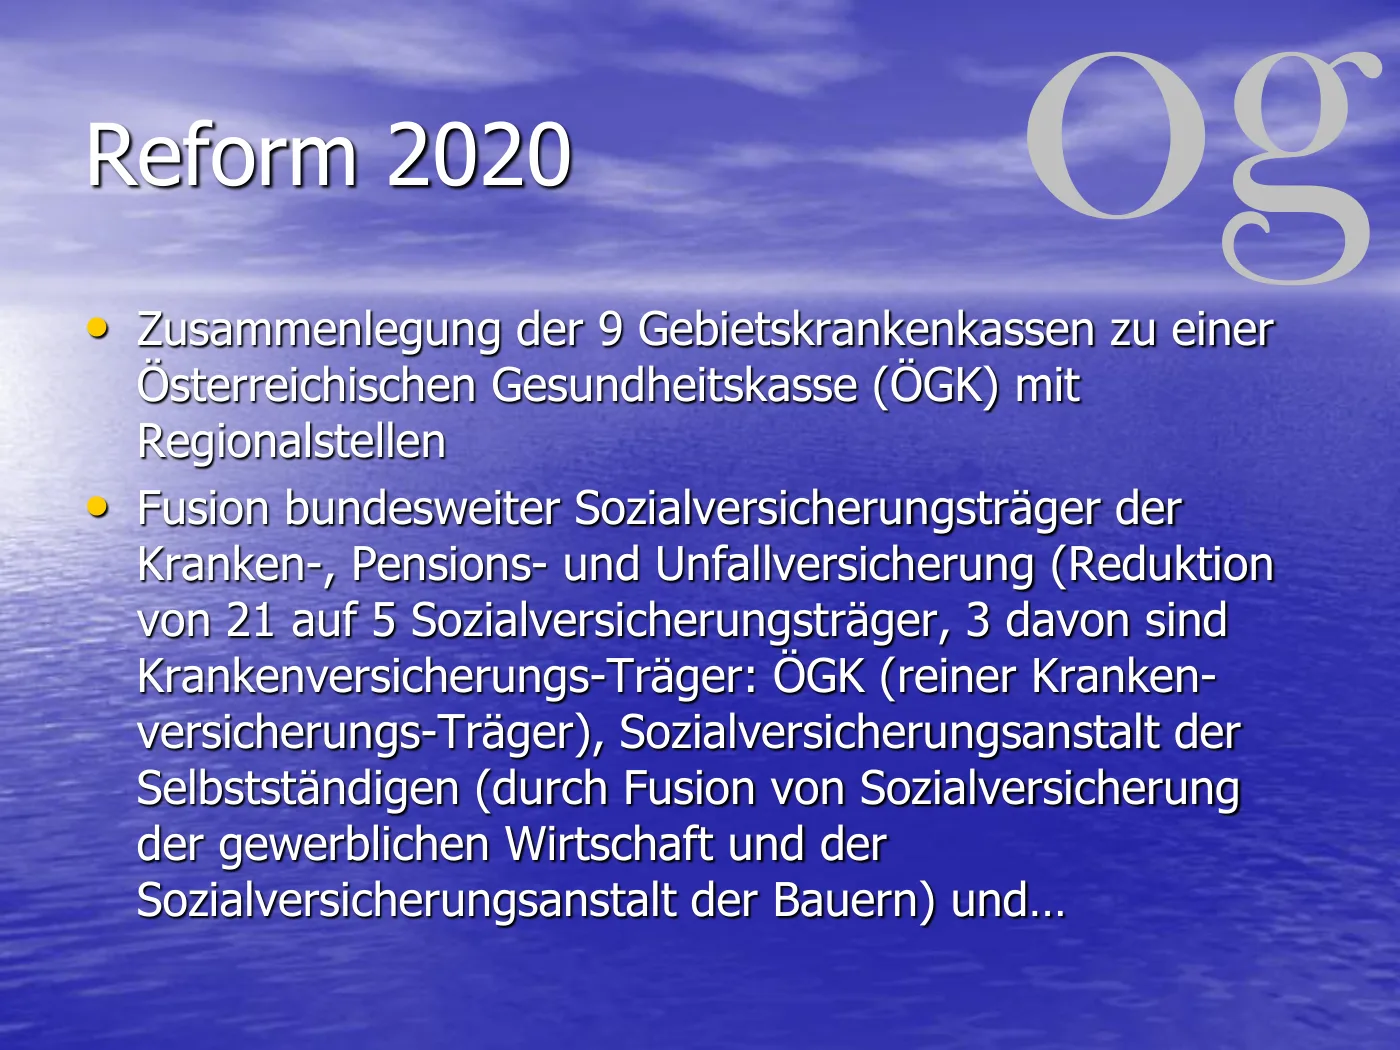 og
Reform 2020
• Zusammenlegung der 9 Gebietskrankenkassen zu einer
Österreichischen Gesundheitskasse (ÖGK) mit
Regionalstellen
• Fusion bundesweiter Sozialversicherungsträger der
Kranken-, Pensions- und Unfallversicherung (Reduktion
von 21 auf 5 Sozialversicherungsträger, 3 davon sind
Krankenversicherungs-Träger: ÖGK (reiner Kranken-
versicherungs-Träger), Sozialversicherungsanstalt der
Selbstständigen (durch Fusion von Sozialversicherung
der gewerblichen Wirtschaft und der
Sozialversicherungsanstalt der Bauern) und…